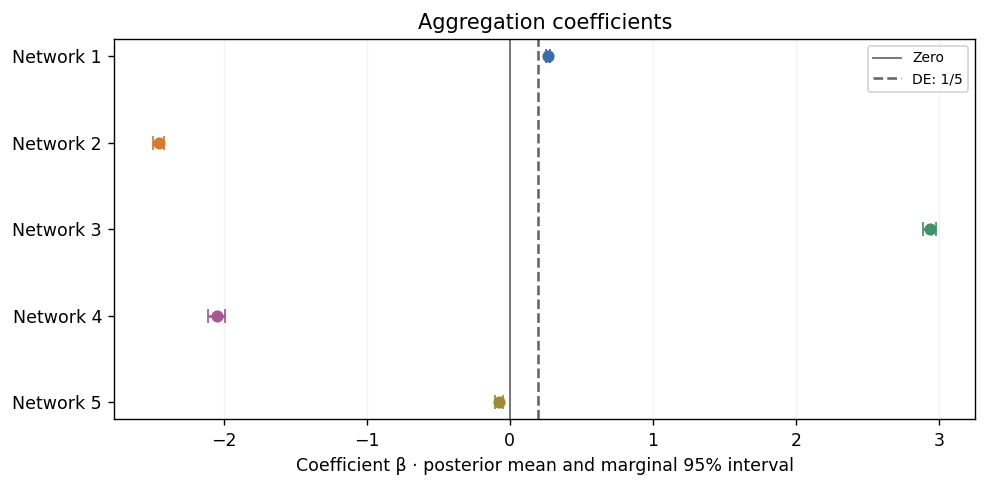 Aggregation coefficients
Network 1
Network 2
Network 3
Network 4
Network 5
Zero
DE: 1/5
−2
−1
0
1
2
3
Coefficient β · posterior mean and marginal 95% interval